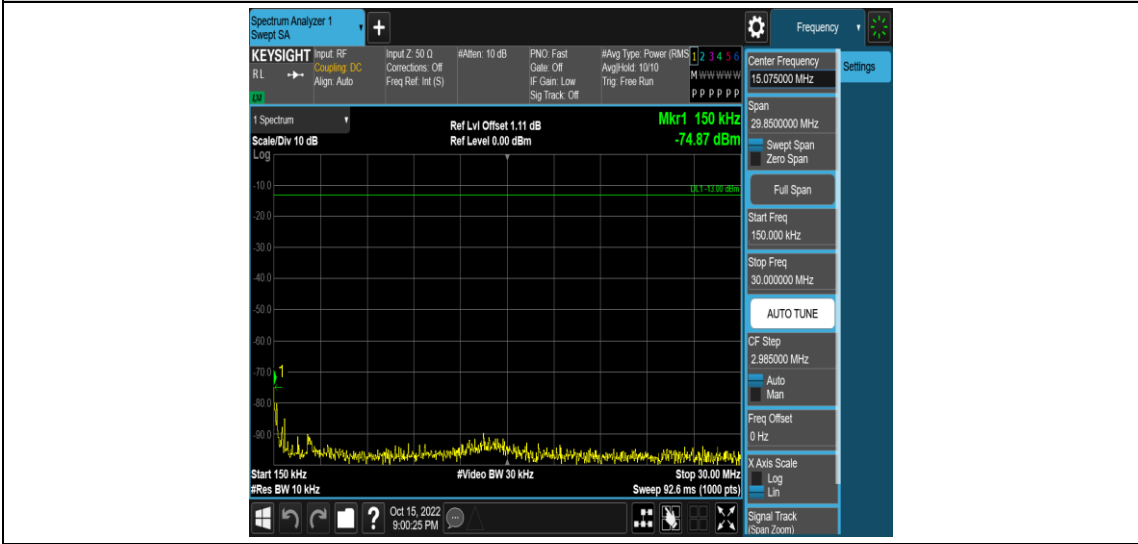 Spectrum Analyzer 1
Swept SA
+
Frequency
KEYSIGHT
RL
Input: RF
Coupling: DC
Align: Auto
Input Z: 50 Ω
Corrections: Off
Freq Ref: Int (S)
#Atten: 10 dB
PNO: Fast
Gate: Off
IF Gain: Low
Sig Track: Off
#Avg Type: Power (RMS
Avg|Hold: 10/10
Trig: Free Run
1 2 3 4 5 6
M W W W W W
P P P P P P
1 Spectrum
Scale/Div 10 dB
Log
Ref Lvl Offset 1.11 dB
Ref Level 0.00 dBm
Mkr1 150 kHz
-74.87 dBm
DL1 -13.00 dBm
-10.0
-20.0
-30.0
-40.0
-50.0
-60.0
-70.0
1
-80.0
-90.0
Start 150 kHz
#Res BW 10 kHz
#Video BW 30 kHz
Stop 30.00 MHz
Sweep 92.6 ms (1000 pts)
?
Oct 15, 2022
9:00:25 PM
Center Frequency
15.075000 MHz
Settings
Span
29.8500000 MHz
Swept Span
Zero Span
Full Span
Start Freq
150.000 kHz
Stop Freq
30.000000 MHz
AUTO TUNE
CF Step
2.985000 MHz
Auto
Man
Freq Offset
0 Hz
X Axis Scale
Log
Lin
Signal Track
(Span Zoom)